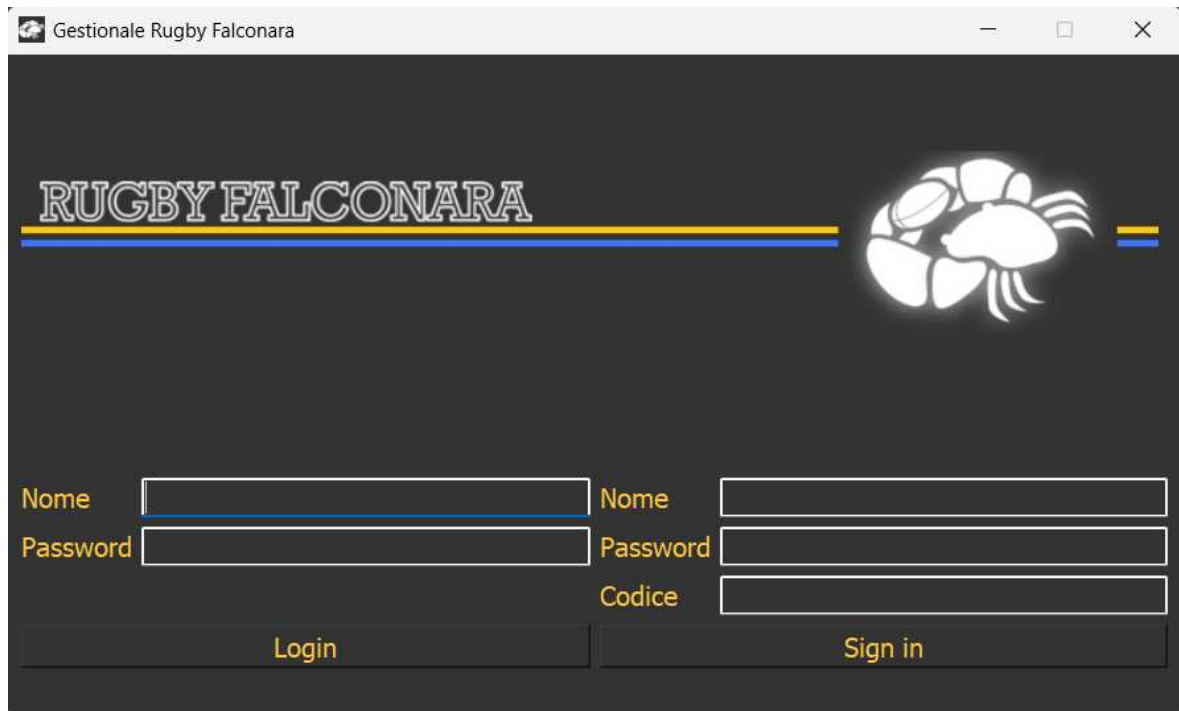 Gestionale Rugby Falconara
RUGBY FALCONARA
Nome
Password
Login
Nome
Password
Codice
Sign in